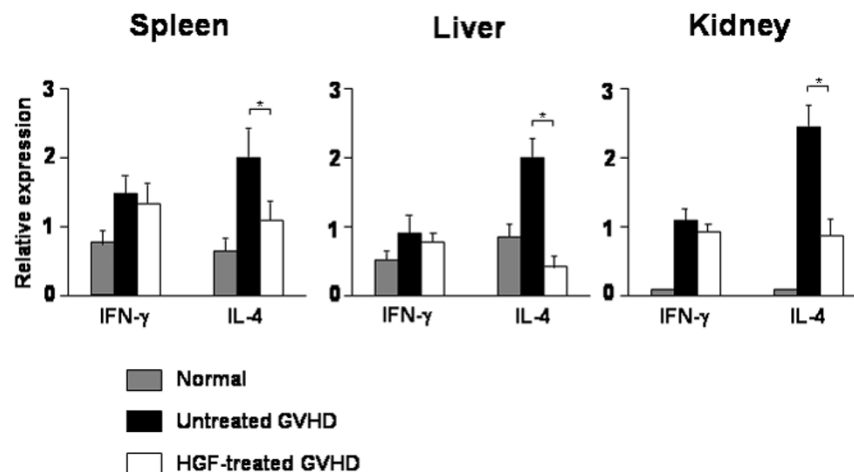 Spleen Liver Kidney
Relative expression
3 3 3
* * *
2 2 2
1 1 1
0 0 0
IFN-γ IL-4 IFN-γ IL-4 IFN-γ IL-4
Normal
Untreated GVHD
HGF-treated GVHD